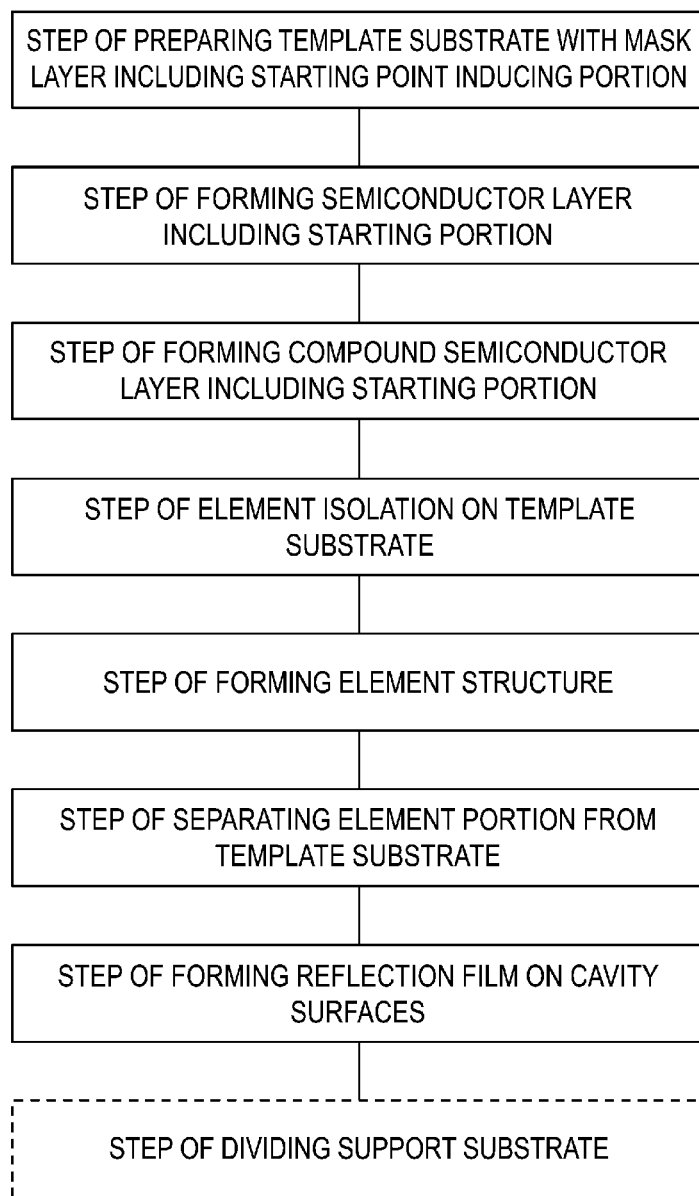 STEP OF PREPARING TEMPLATE SUBSTRATE WITH MASK
LAYER INCLUDING STARTING POINT INDUCING PORTION
STEP OF FORMING SEMICONDUCTOR LAYER
INCLUDING STARTING PORTION
STEP OF FORMING COMPOUND SEMICONDUCTOR
LAYER INCLUDING STARTING PORTION
STEP OF ELEMENT ISOLATION ON TEMPLATE
SUBSTRATE
STEP OF FORMING ELEMENT STRUCTURE
STEP OF SEPARATING ELEMENT PORTION FROM
TEMPLATE SUBSTRATE
STEP OF FORMING REFLECTION FILM ON CAVITY
SURFACES
STEP OF DIVIDING SUPPORT SUBSTRATE